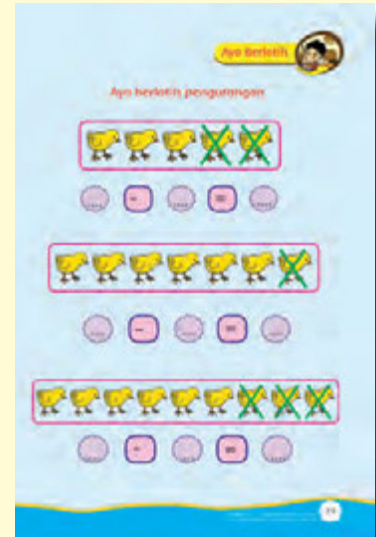 Ayo berlatih
Ayo berlatih pengurangan
.... - .... = ....
.... - .... = ....
.... - .... = ....